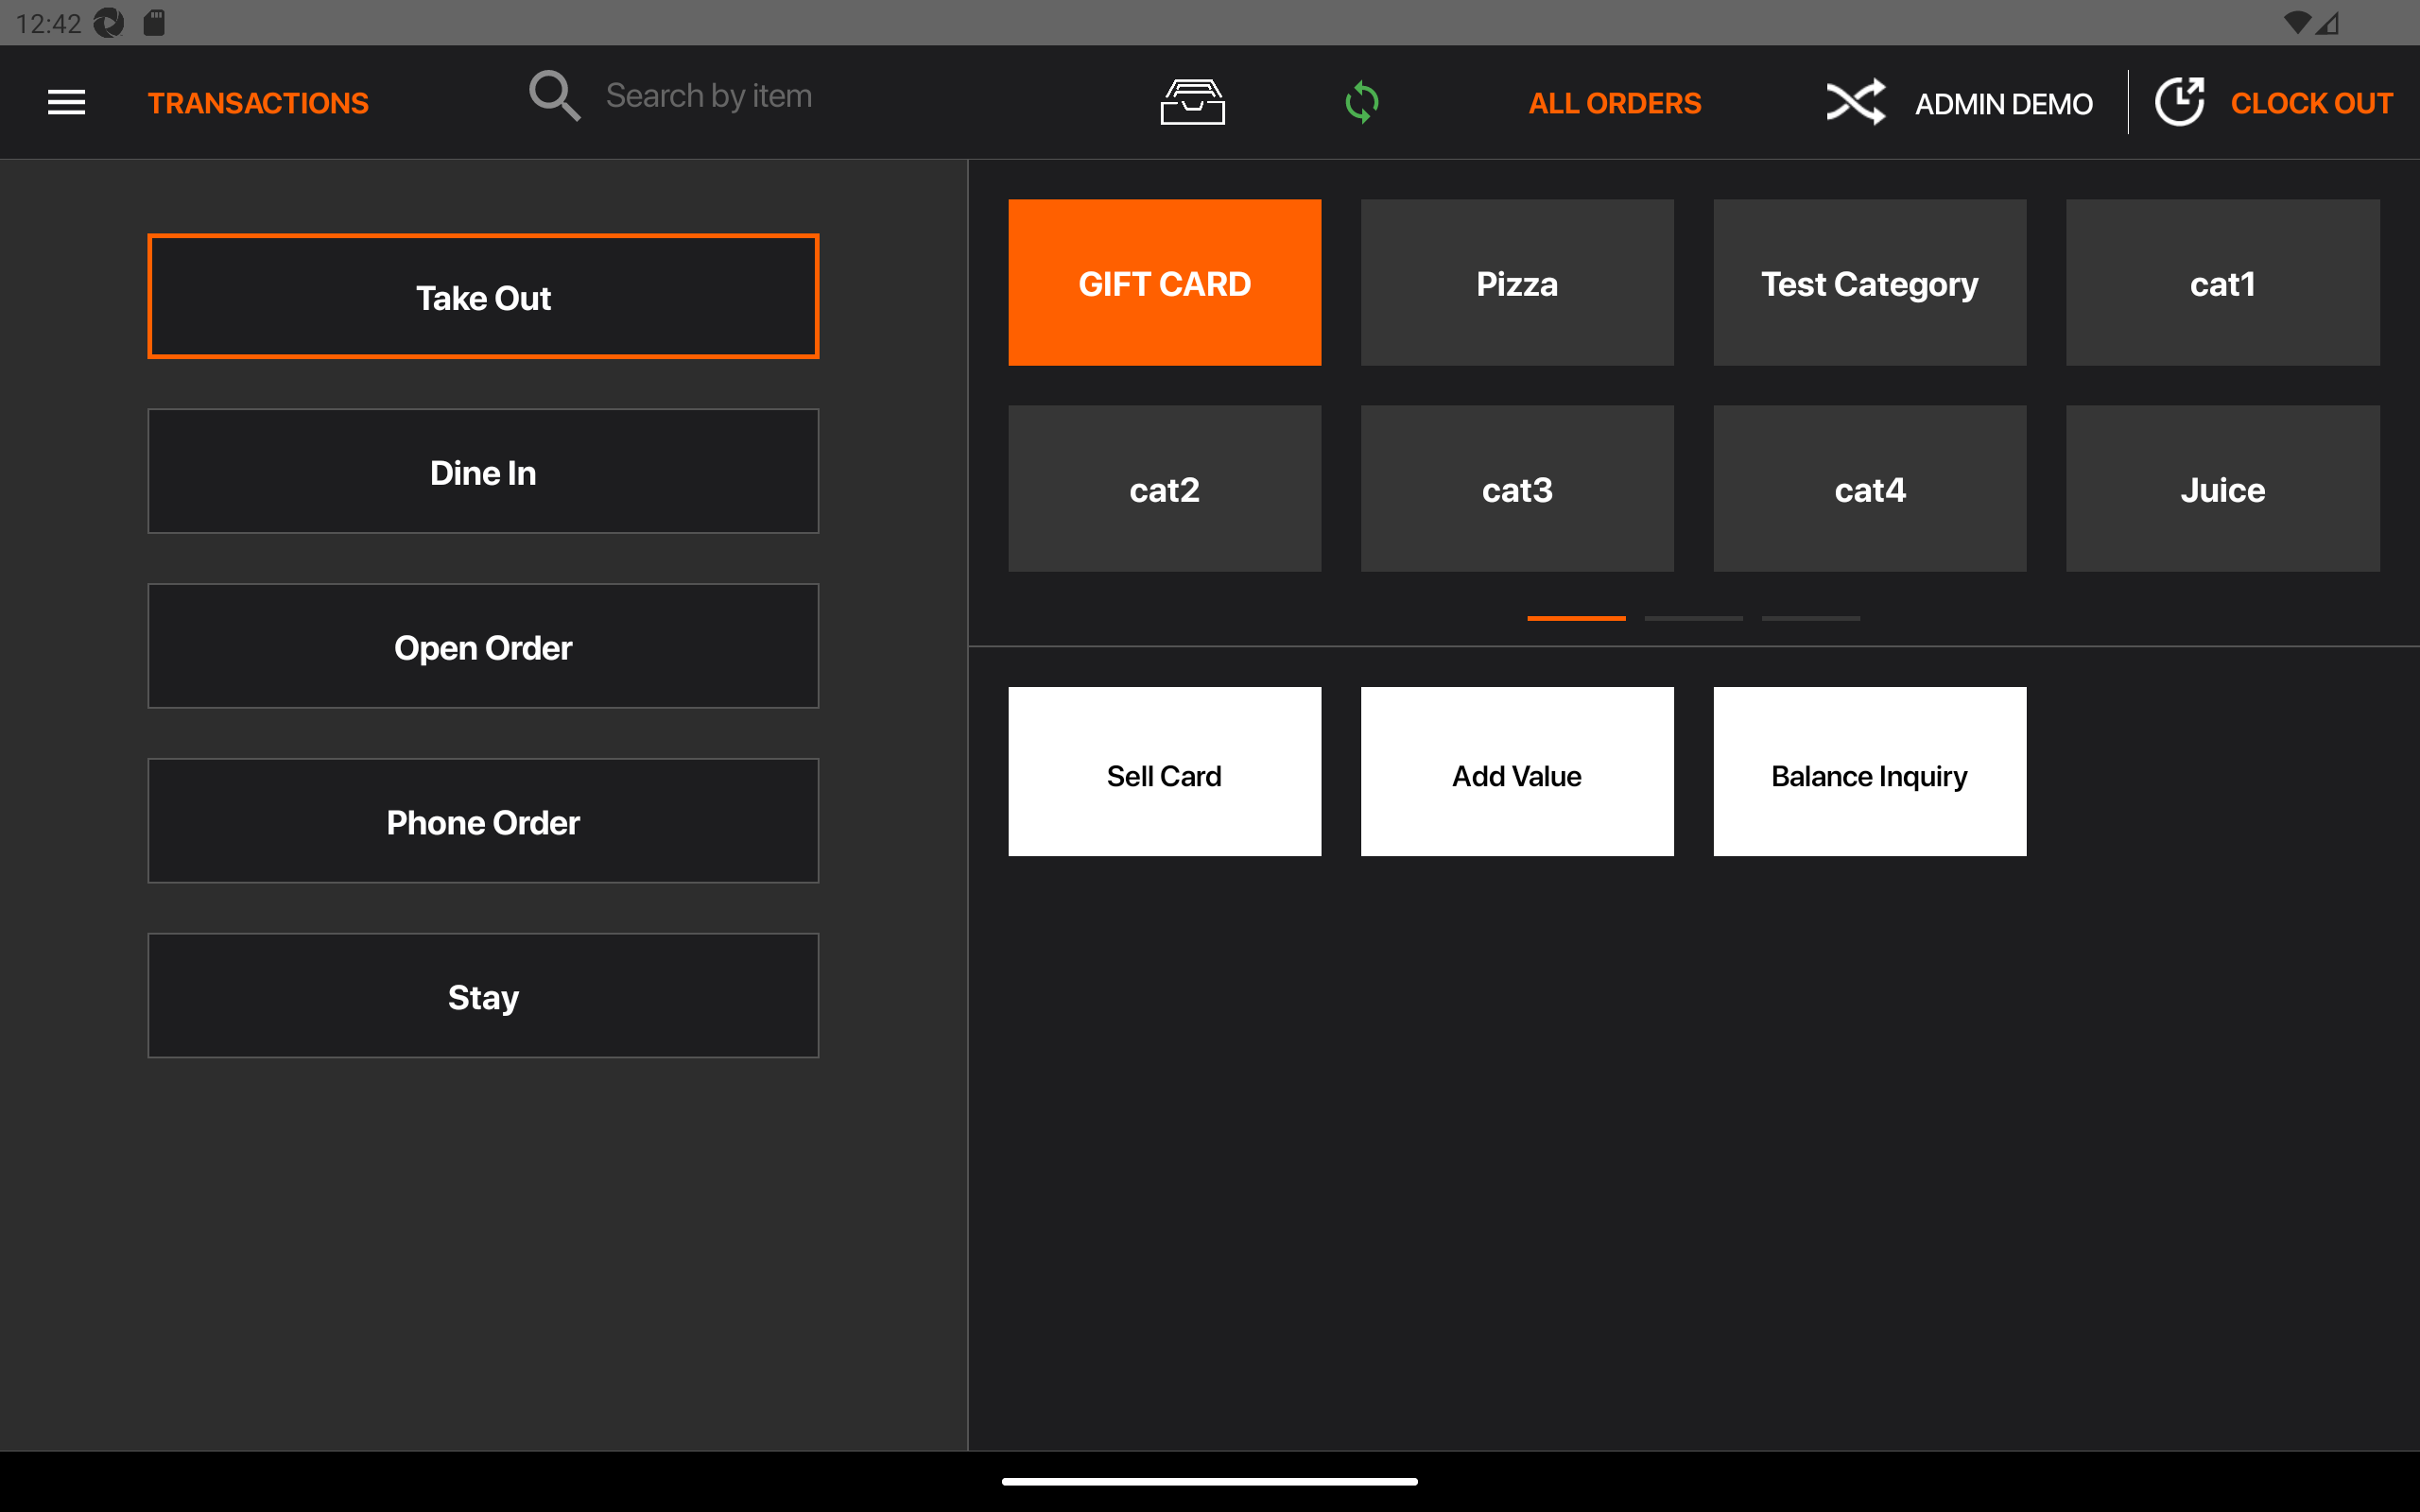 12:42
TRANSACTIONS
Search by item
ALL ORDERS
ADMIN DEMO
CLOCK OUT
Take Out
Dine In
Open Order
Phone Order
Stay
GIFT CARD
Pizza
Test Category
cat1
cat2
cat3
cat4
Juice
Sell Card
Add Value
Balance Inquiry